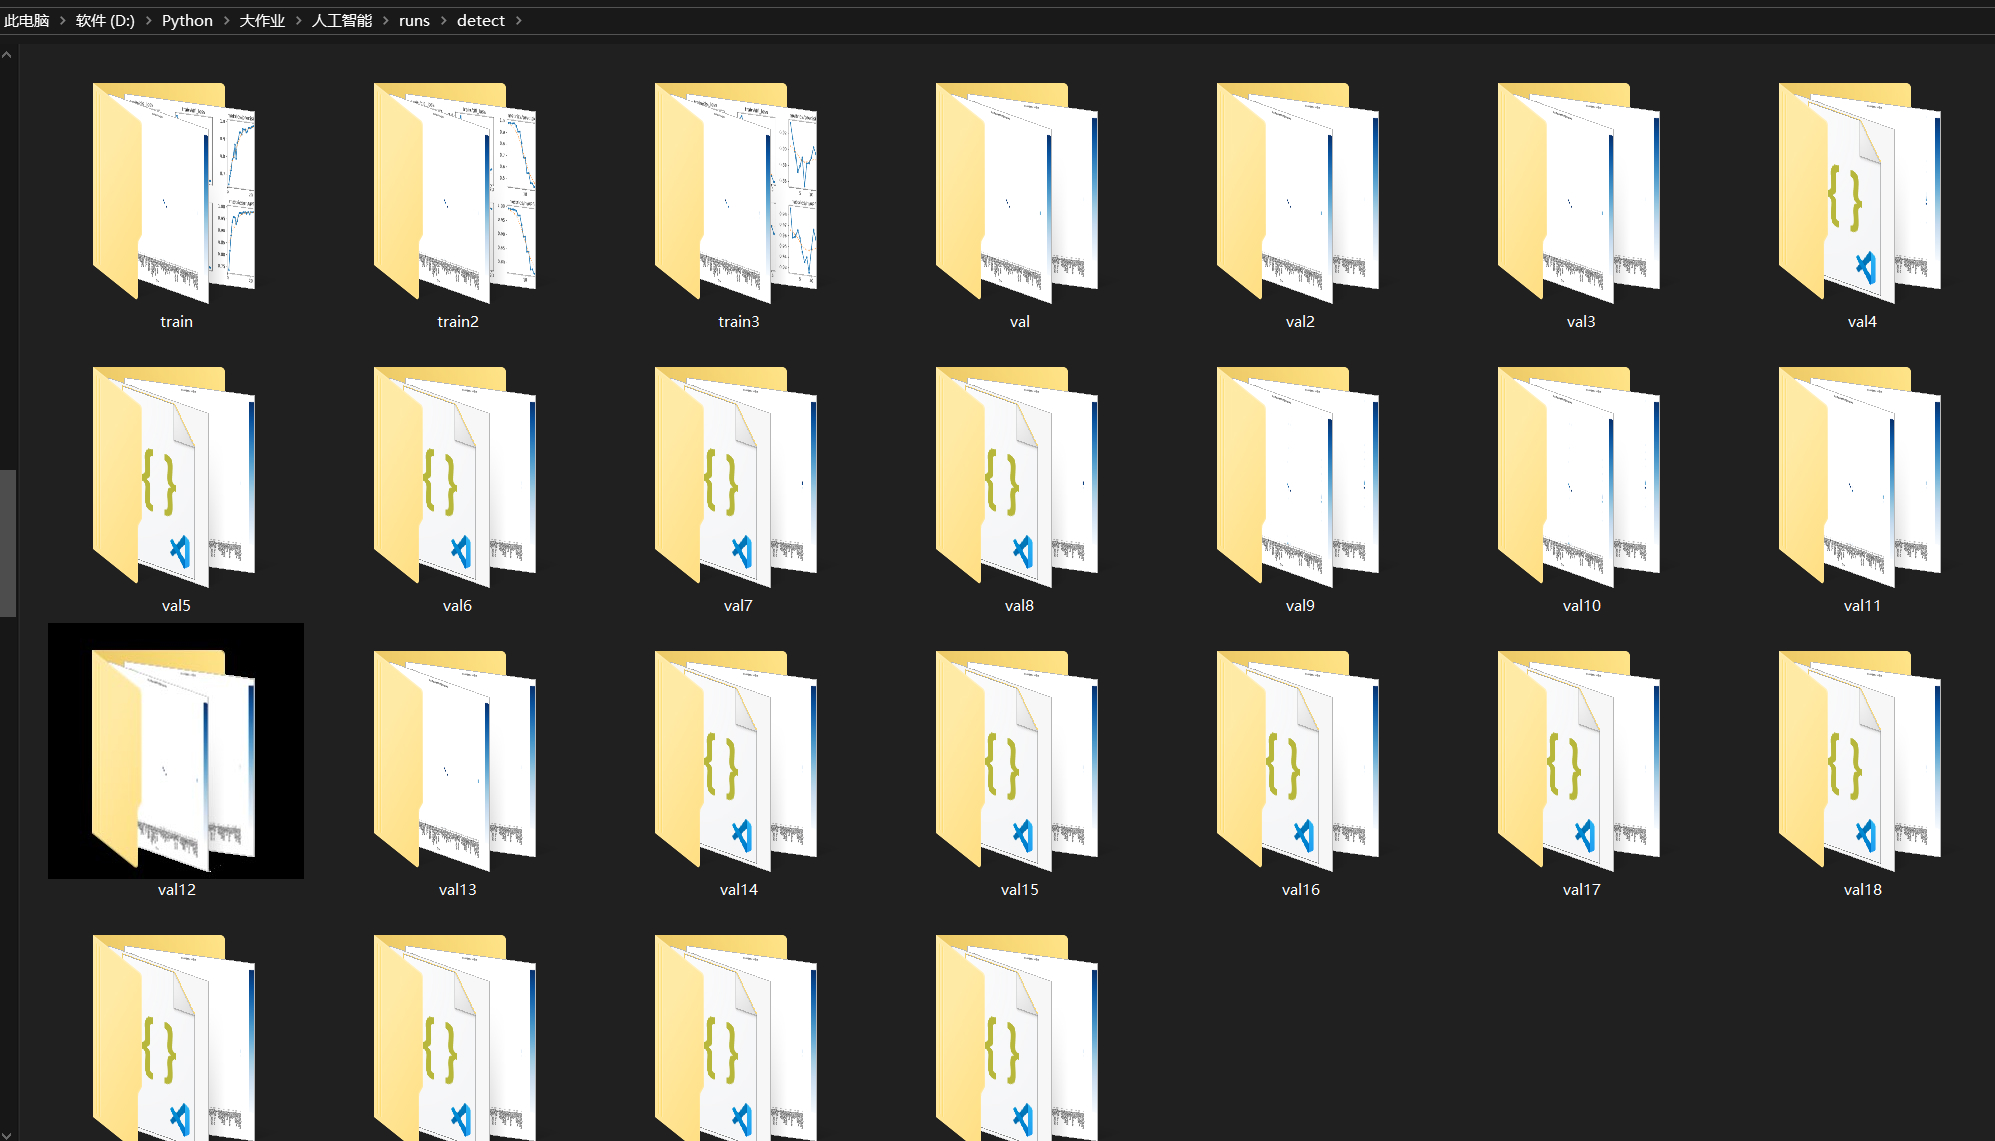 此电脑 > 软件 (D:) > Python > 大作业 > 人工智能 > runs > detect >
train train2 train3 val val2 val3 val4
val5 val6 val7 val8 val9 val10 val11
val12 val13 val14 val15 val16 val17 val18